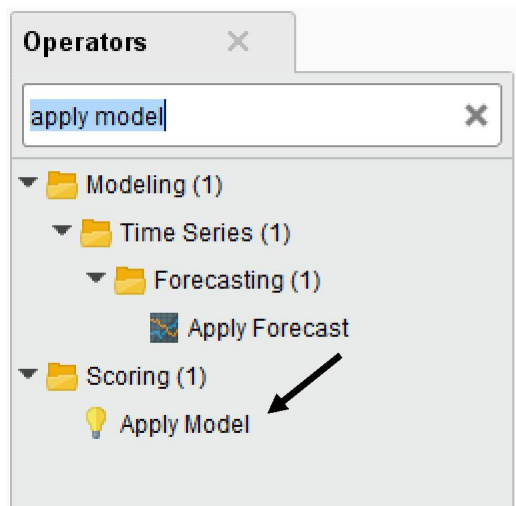 Operators
apply model
Modeling (1)
Time Series (1)
Forecasting (1)
Apply Forecast
Scoring (1)
Apply Model